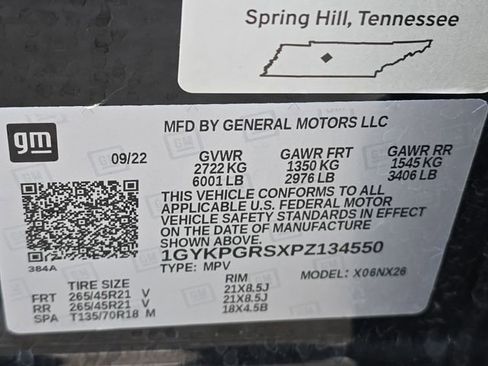 Spring Hill, Tennessee
gm
MFD BY GENERAL MOTORS LLC
09/22 GVWR GAWR FRT GAWR RR
2722 KG 1350 KG 1545 KG
6001 LB 2976 LB 3406 LB
THIS VEHICLE CONFORMS TO ALL
APPLICABLE U.S. FEDERAL MOTOR
VEHICLE SAFETY STANDARDS IN EFFECT
ON THE DATE OF MANUFACTURE SHOWN ABOVE.
1GYKPGRSXPZ134550
384A
TYPE: MPV MODEL: X06NX26
TIRE SIZE RIM
FRT 265/45R21 V 21X8.5J
RR 265/45R21 V 21X8.5J
SPA T135/70R18 M 18X4.5B